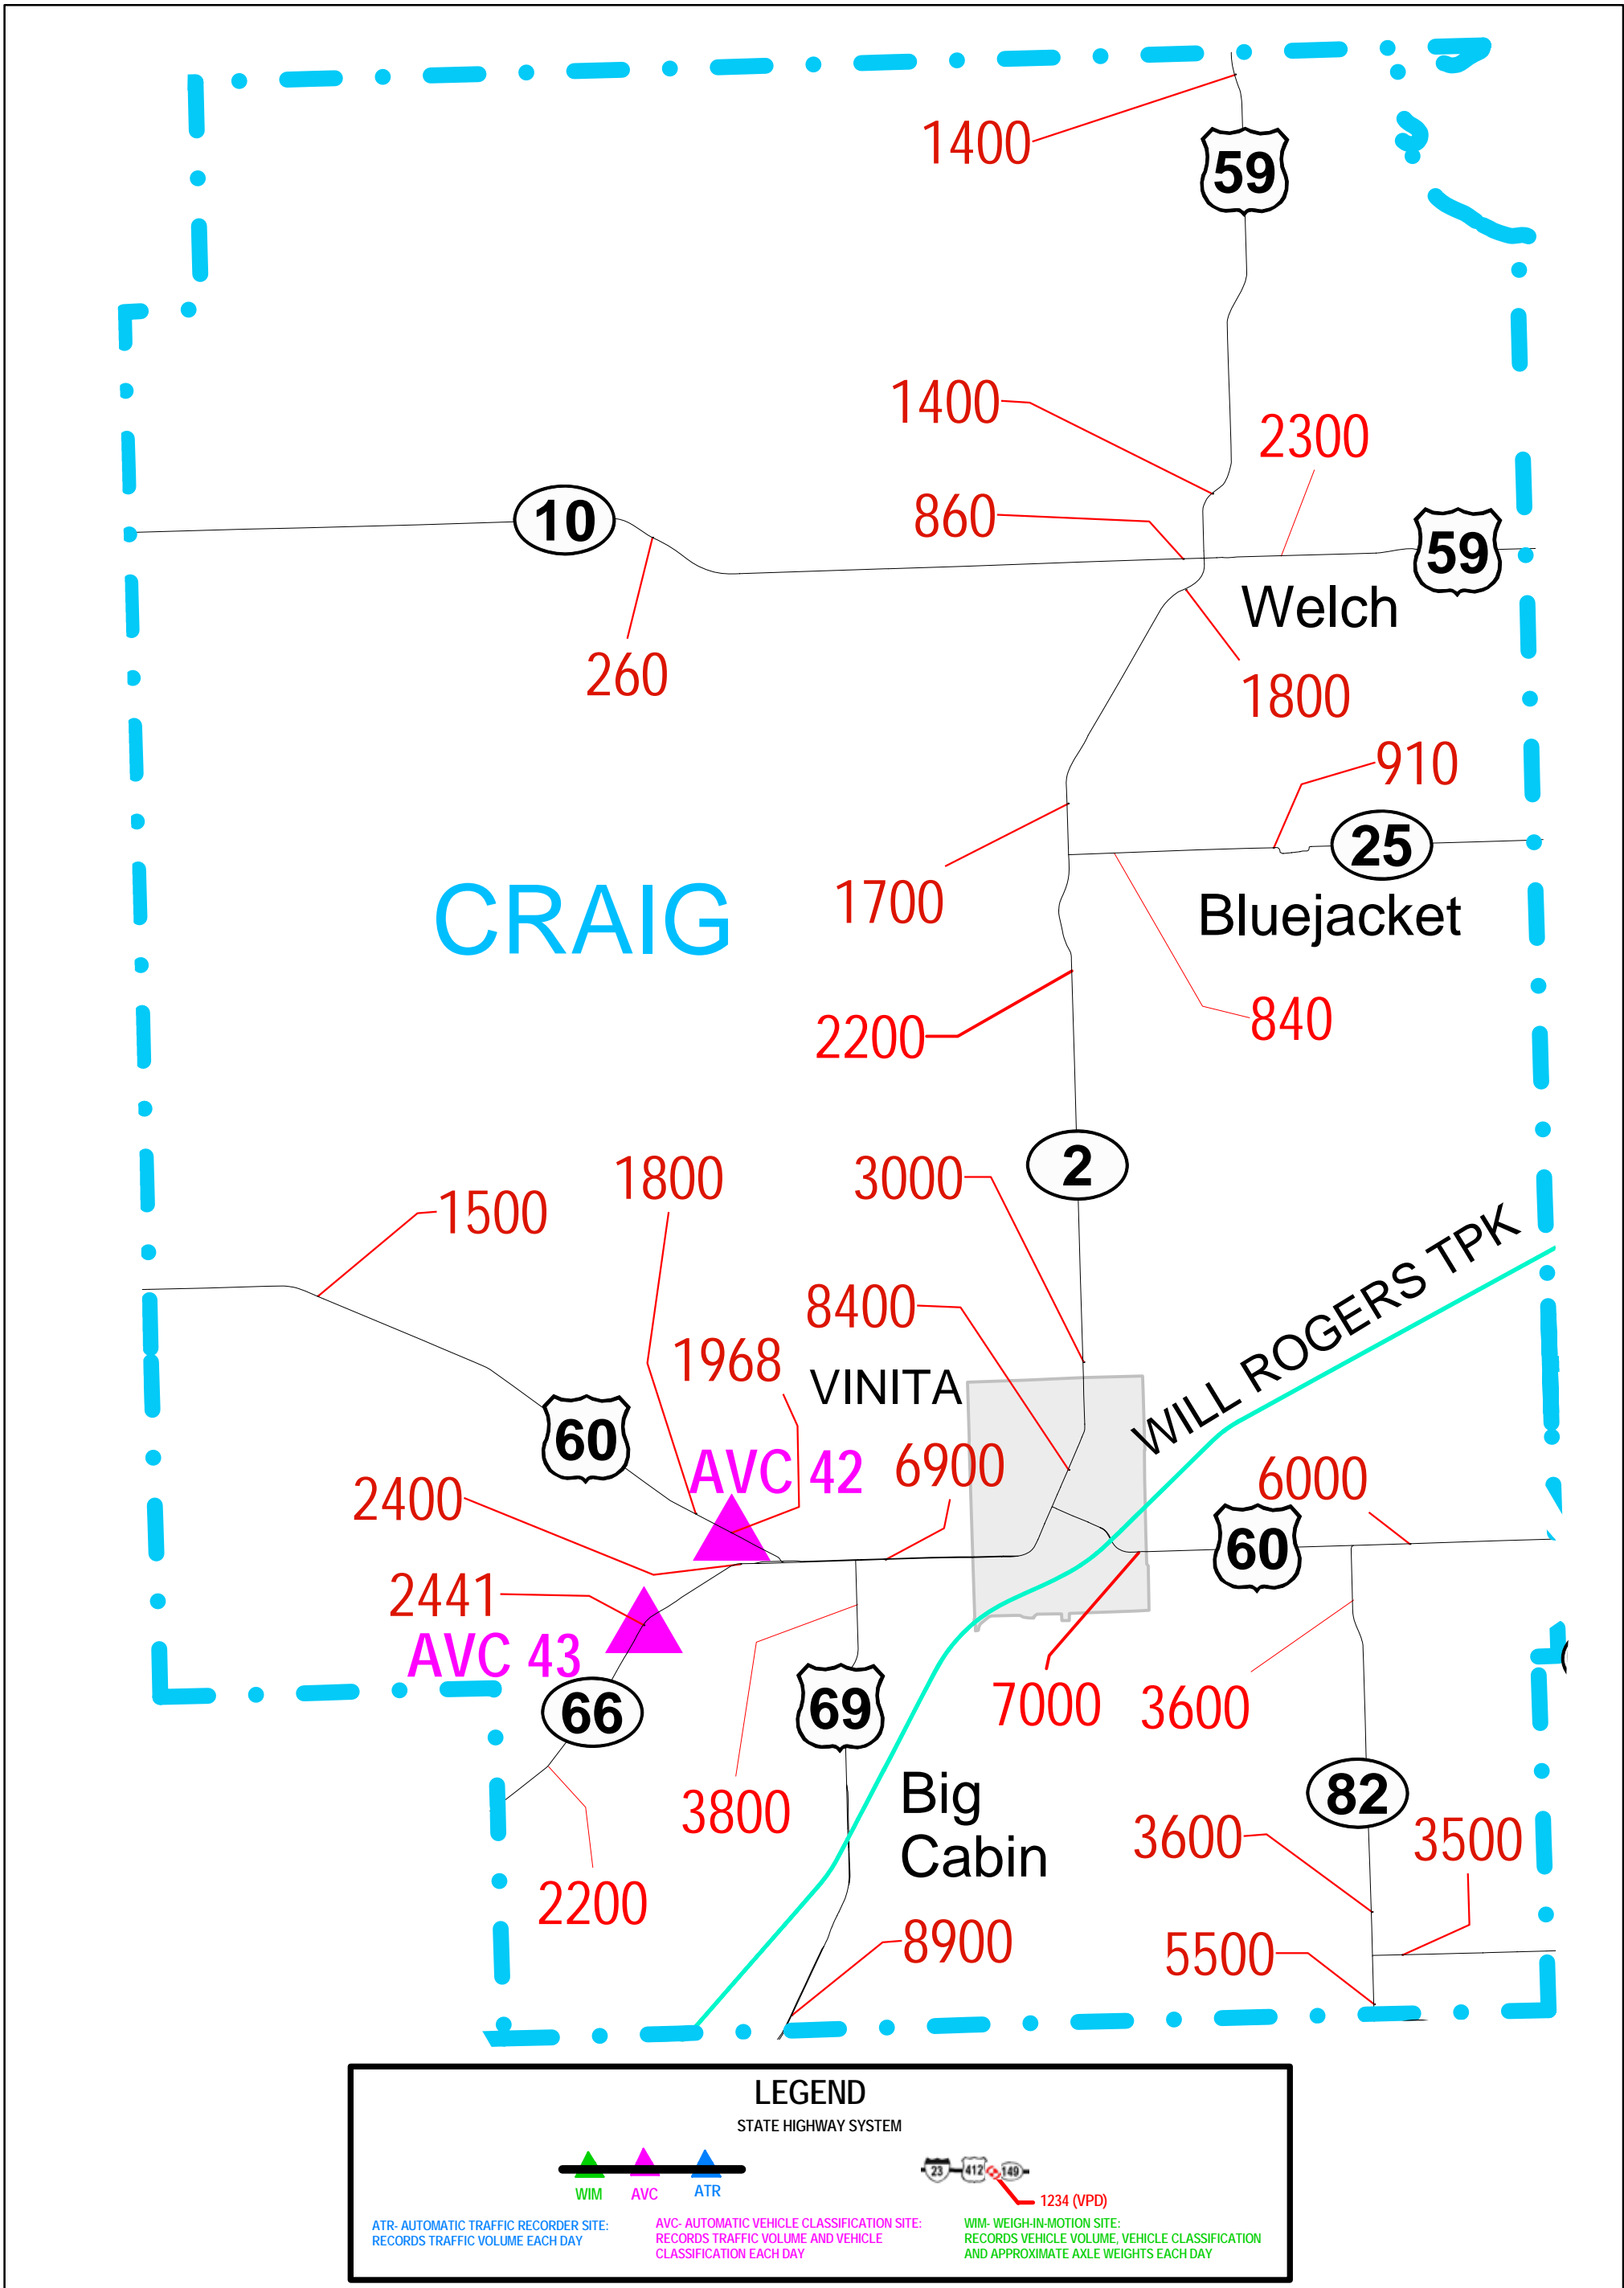 1400
59
1400
2300
10
860
59
Welch
260
1800
910
25
1700
Bluejacket
CRAIG
2200
840
2
1800
3000
1500
WILL ROGERS TPK
8400
1968
VINITA
60
AVC 42
6900
6000
2400
60
2441
AVC 43
66
69
7000
3600
3800
Big
Cabin
82
3600
3500
2200
8900
5500
LEGEND
STATE HIGHWAY SYSTEM
23
412
149
WIM
AVC
ATR
1234 (VPD)
ATR- AUTOMATIC TRAFFIC RECORDER SITE:
RECORDS TRAFFIC VOLUME EACH DAY
AVC- AUTOMATIC VEHICLE CLASSIFICATION SITE:
RECORDS TRAFFIC VOLUME AND VEHICLE
CLASSIFICATION EACH DAY
WIM- WEIGH-IN-MOTION SITE:
RECORDS VEHICLE VOLUME, VEHICLE CLASSIFICATION
AND APPROXIMATE AXLE WEIGHTS EACH DAY